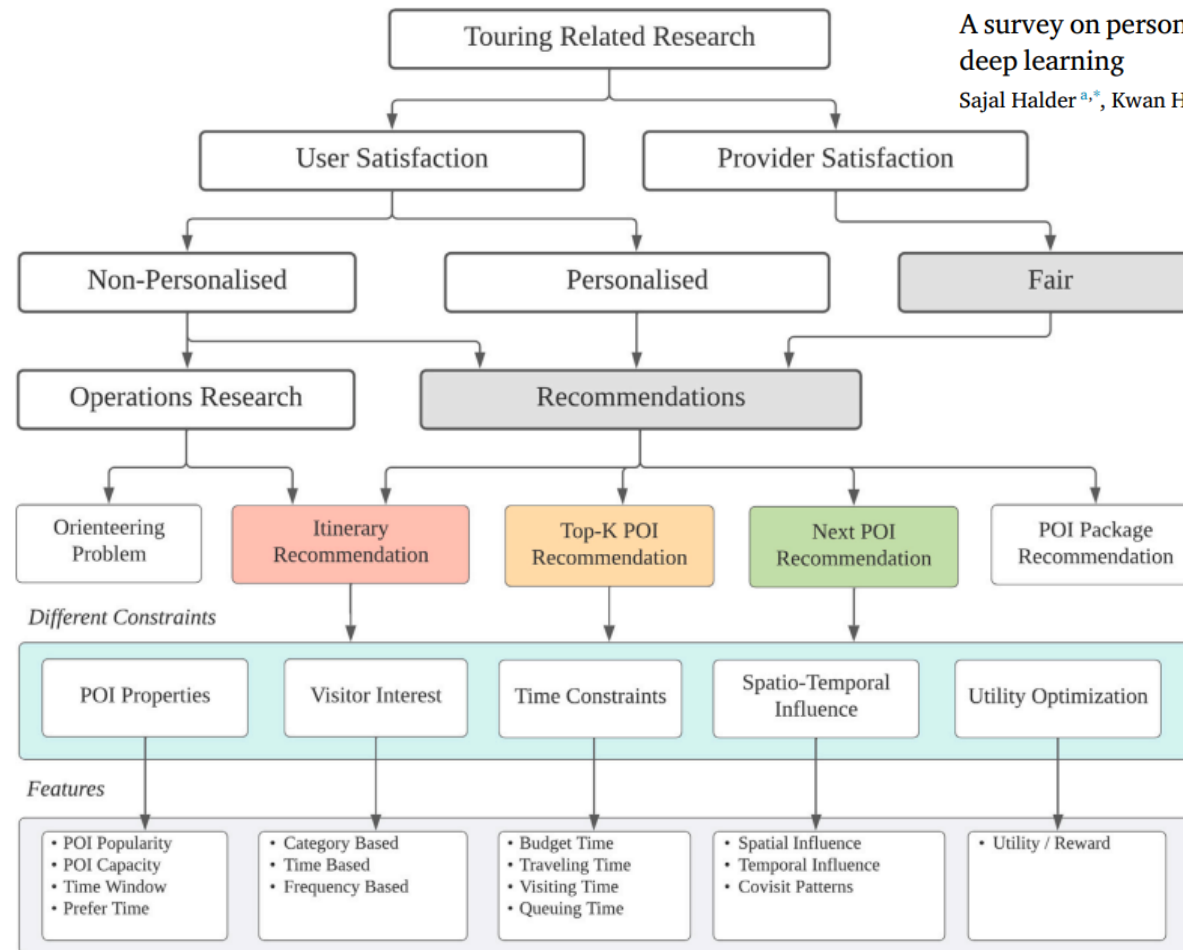 Touring Related Research
A survey on person
deep learning
Sajal Halder a,*, Kwan H
User Satisfaction
Provider Satisfaction
Non-Personalised
Personalised
Fair
Operations Research
Recommendations
Orienteering
Problem
Itinerary
Recommendation
Top-K POI
Recommendation
Next POI
Recommendation
POI Package
Recommendation
Different Constraints
POI Properties
Visitor Interest
Time Constraints
Spatio-Temporal
Influence
Utility Optimization
Features
• POI Popularity
• POI Capacity
• Time Window
• Prefer Time
• Category Based
• Time Based
• Frequency Based
• Budget Time
• Traveling Time
• Visiting Time
• Queuing Time
• Spatial Influence
• Temporal Influence
• Covisit Patterns
• Utility / Reward